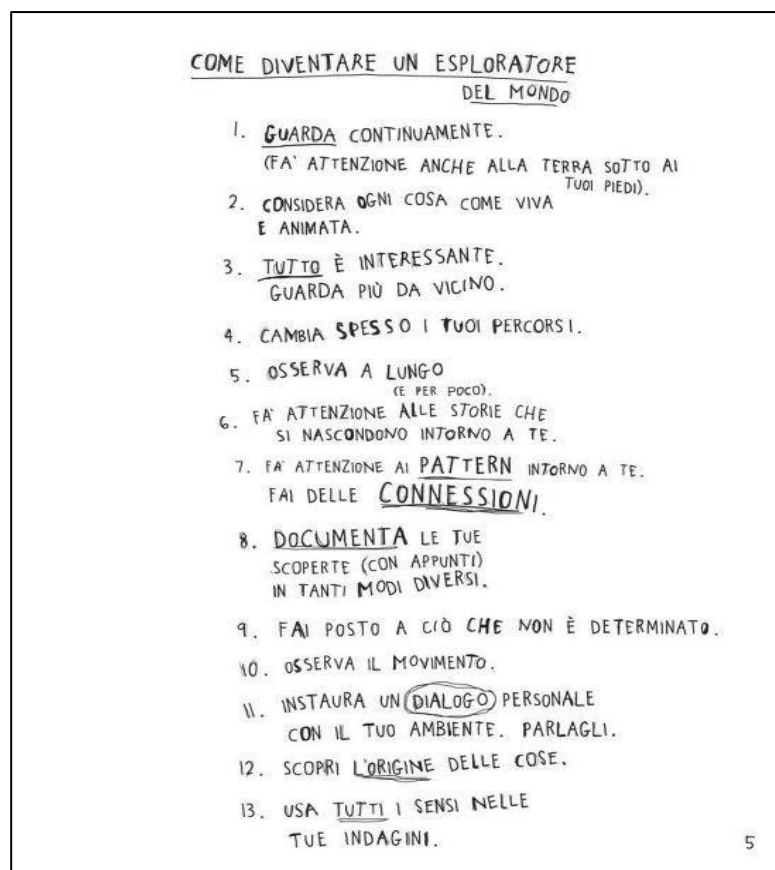 COME DIVENTARE UN ESPLORATORE
DEL MONDO
1. GUARDA CONTINUAMENTE.
(FA' ATTENZIONE ANCHE ALLA TERRA SOTTO AI
TUOI PIEDI).
2. CONSIDERA OGNI COSA COME VIVA
E ANIMATA.
3. TUTTO È INTERESSANTE.
GUARDA PIÙ DA VICINO.
4. CAMBIA SPESSO I TUOI PERCORSI.
5. OSSERVA A LUNGO
(E PER POCO).
6. FA' ATTENZIONE ALLE STORIE CHE
SI NASCONDONO INTORNO A TE.
7. FA' ATTENZIONE AI PATTERN INTORNO A TE.
FAI DELLE CONNESSIONI.
8. DOCUMENTA LE TUE
SCOPERTE (CON APPUNTI)
IN TANTI MODI DIVERSI.
9. FAI POSTO A CIÒ CHE NON È DETERMINATO.
10. OSSERVA IL MOVIMENTO.
11. INSTAURA UN DIALOGO PERSONALE
CON IL TUO AMBIENTE. PARLAGLI.
12. SCOPRI L'ORIGINE DELLE COSE.
13. USA TUTTI I SENSI NELLE
TUE INDAGINI.
5